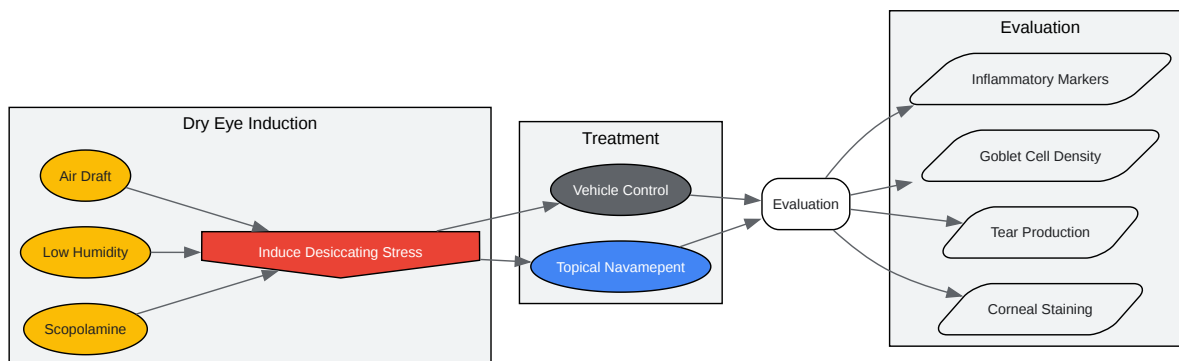 Dry Eye Induction
Air Draft
Low Humidity
Scopolamine
Induce Desiccating Stress
Treatment
Vehicle Control
Topical Navamepent
Evaluation
Evaluation
Inflammatory Markers
Goblet Cell Density
Tear Production
Corneal Staining